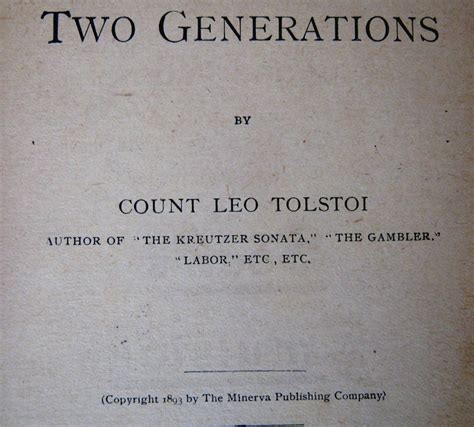 TWO GENERATIONS
BY
COUNT LEO TOLSTOI
AUTHOR OF "THE KREUTZER SONATA," "THE GAMBLER."
"LABOR," ETC, ETC.
(Copyright 1893 by The Minerva Publishing Company)